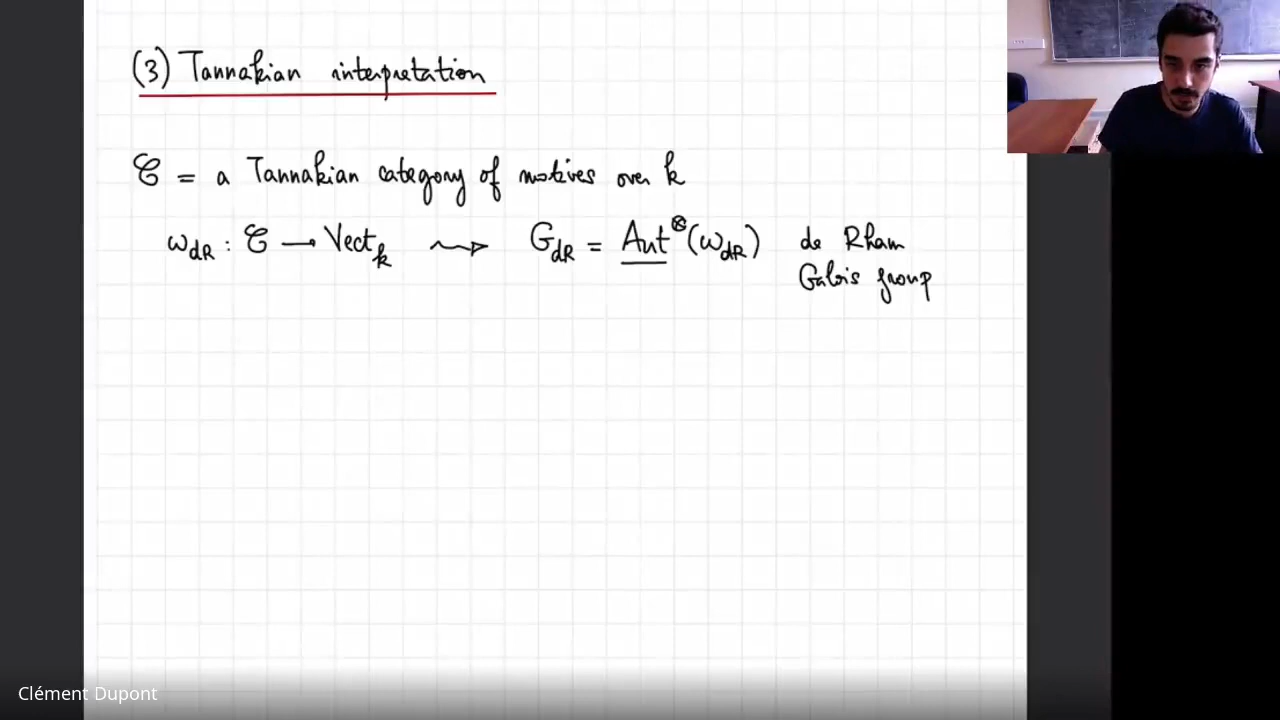 (3) Tannakian interpretation
𝒞 = a Tannakian category of motives over k
ω_dR : 𝒞 → Vect_k ⇝ G_dR = Aut^⊗(ω_dR) de Rham
Galois group
Clément Dupont